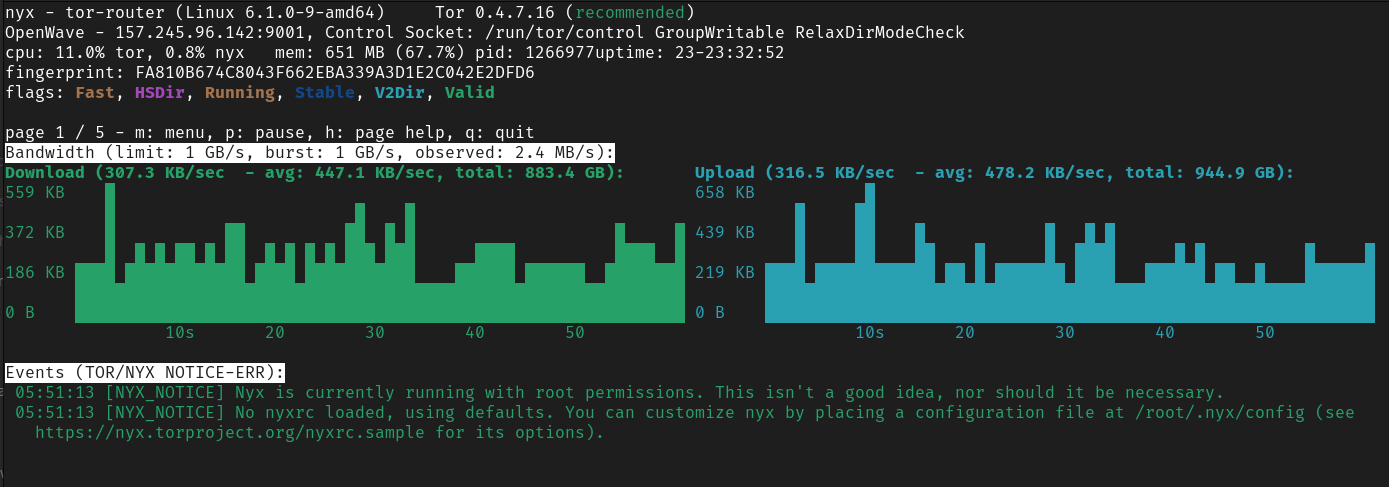 nyx - tor-router (Linux 6.1.0-9-amd64)     Tor 0.4.7.16 (recommended)
OpenWave - 157.245.96.142:9001, Control Socket: /run/tor/control GroupWritable RelaxDirModeCheck
cpu: 11.0% tor, 0.8% nyx   mem: 651 MB (67.7%) pid: 1266977uptime: 23-23:32:52
fingerprint: FA810B674C8043F662EBA339A3D1E2C042E2DFD6
flags: Fast, HSDir, Running, Stable, V2Dir, Valid
page 1 / 5 - m: menu, p: pause, h: page help, q: quit
Bandwidth (limit: 1 GB/s, burst: 1 GB/s, observed: 2.4 MB/s):
Download (307.3 KB/sec  - avg: 447.1 KB/sec, total: 883.4 GB):
559 KB
372 KB
186 KB
0 B
10s 20 30 40 50
Upload (316.5 KB/sec  - avg: 478.2 KB/sec, total: 944.9 GB):
658 KB
439 KB
219 KB
0 B
10s 20 30 40 50
Events (TOR/NYX NOTICE-ERR):
05:51:13 [NYX_NOTICE] Nyx is currently running with root permissions. This isn't a good idea, nor should it be necessary.
05:51:13 [NYX_NOTICE] No nyxrc loaded, using defaults. You can customize nyx by placing a configuration file at /root/.nyx/config (see
https://nyx.torproject.org/nyxrc.sample for its options).